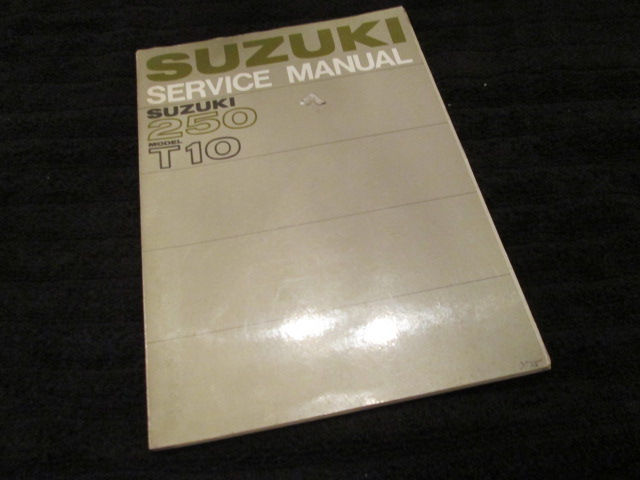 SUZUKI
SERVICE MANUAL
SUZUKI
250
MODEL
T10